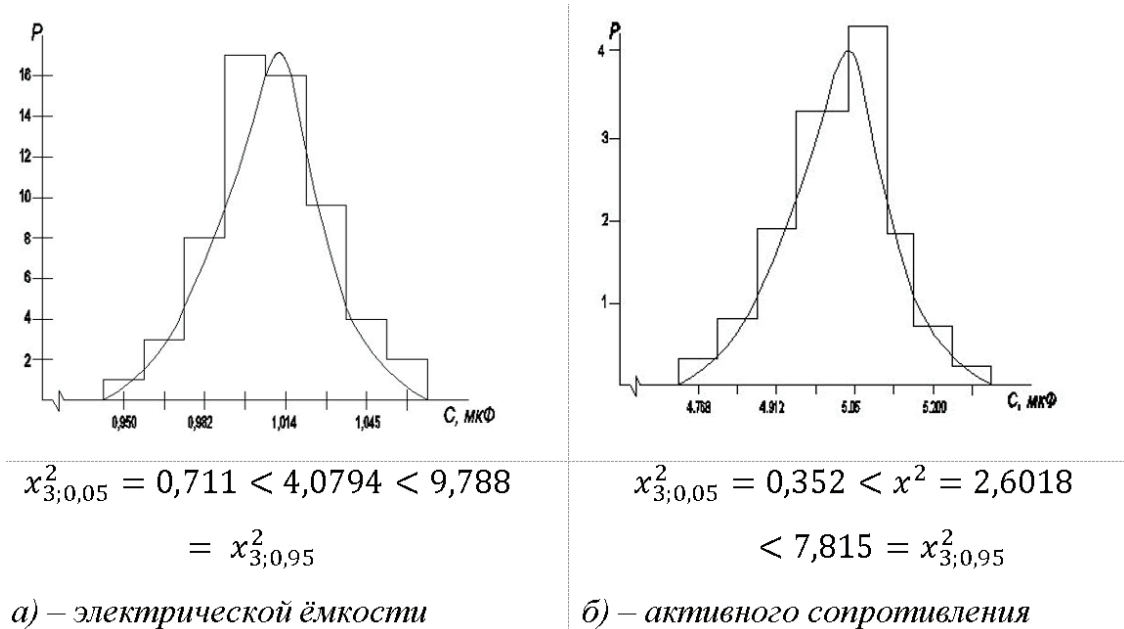 P
16
14
12
10
8
6
4
2
0,950 0,982 1,014 1,045
C, мкФ
x²₃;₀,₀₅ = 0,711 < 4,0794 < 9,788
= x²₃;₀,₉₅
а) – электрической ёмкости
P
4
3
2
1
4.768 4.912 5.05 5.200
C, мкФ
x²₃;₀,₀₅ = 0,352 < x² = 2,6018
< 7,815 = x²₃;₀,₉₅
б) – активного сопротивления